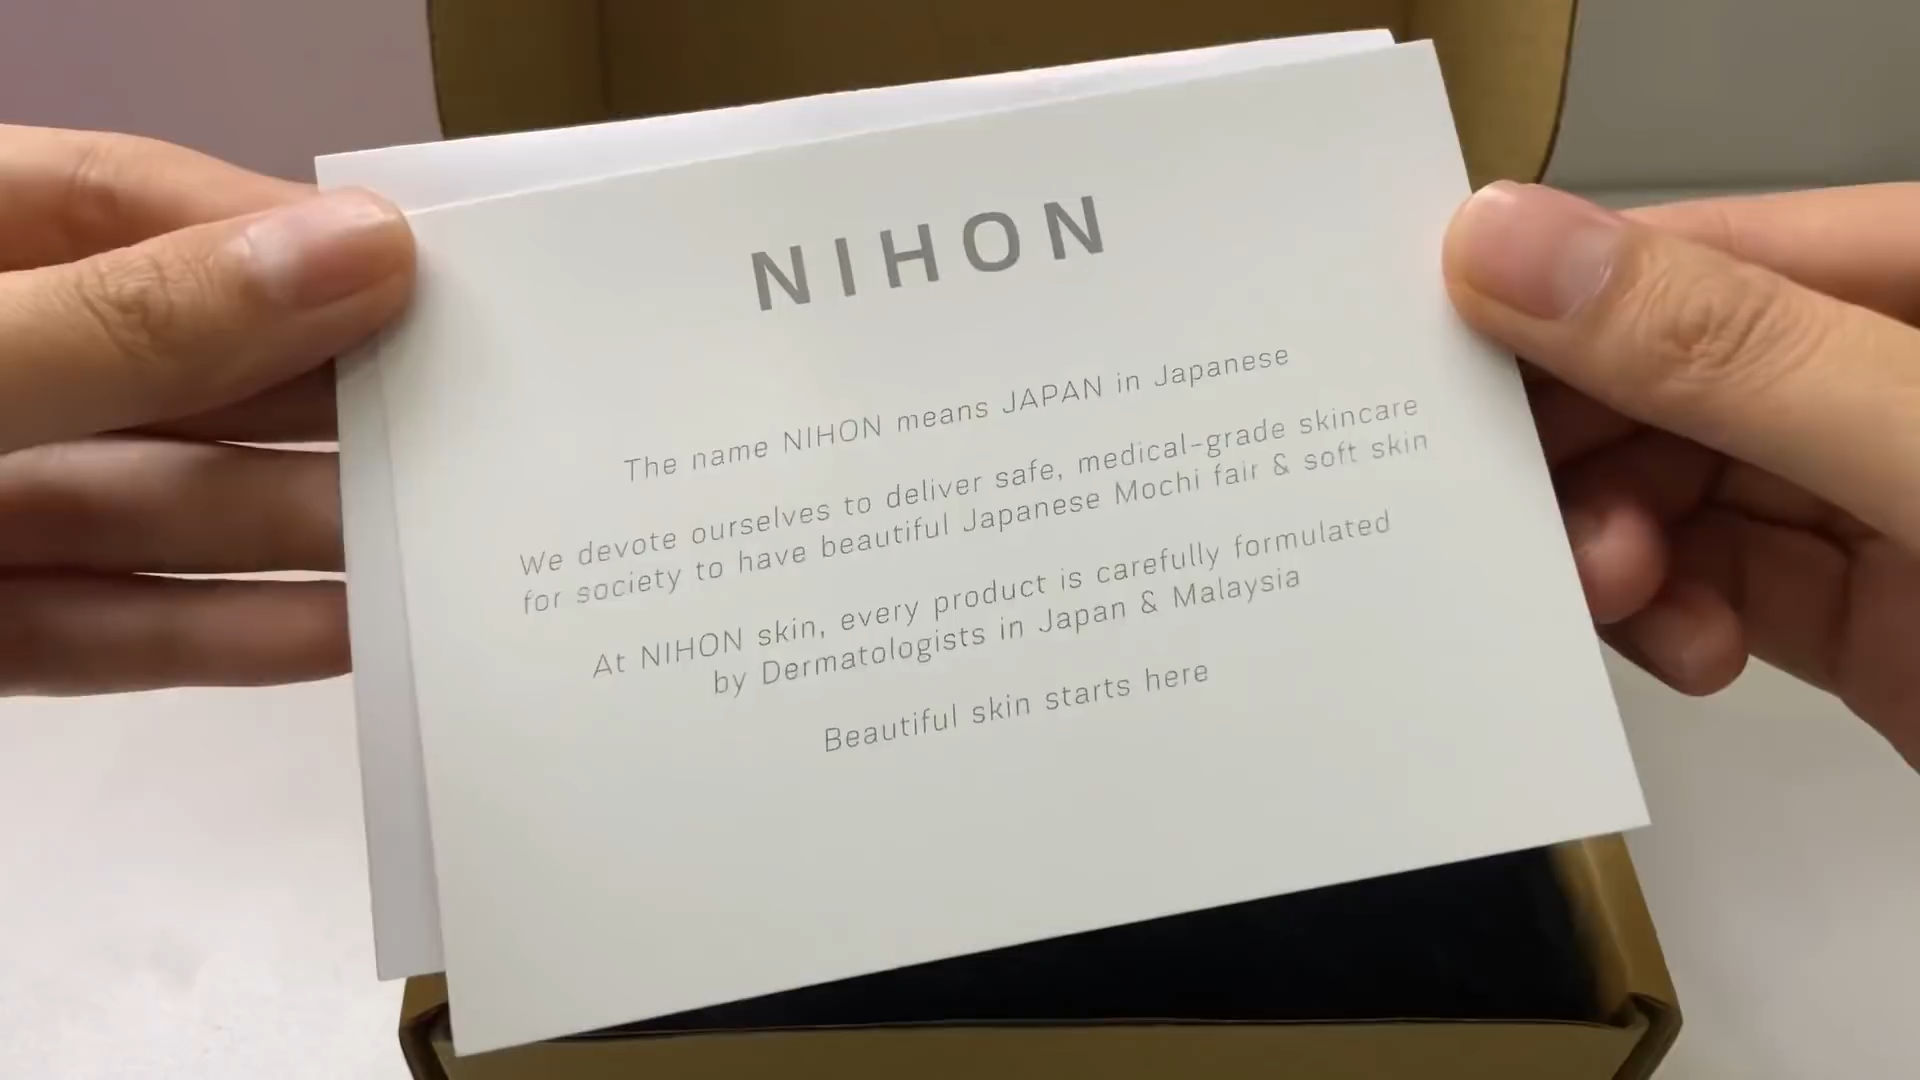 NIHON
The name NIHON means JAPAN in Japanese
We devote ourselves to deliver safe, medical-grade skincare
for society to have beautiful Japanese Mochi fair & soft skin
At NIHON skin, every product is carefully formulated
by Dermatologists in Japan & Malaysia
Beautiful skin starts here